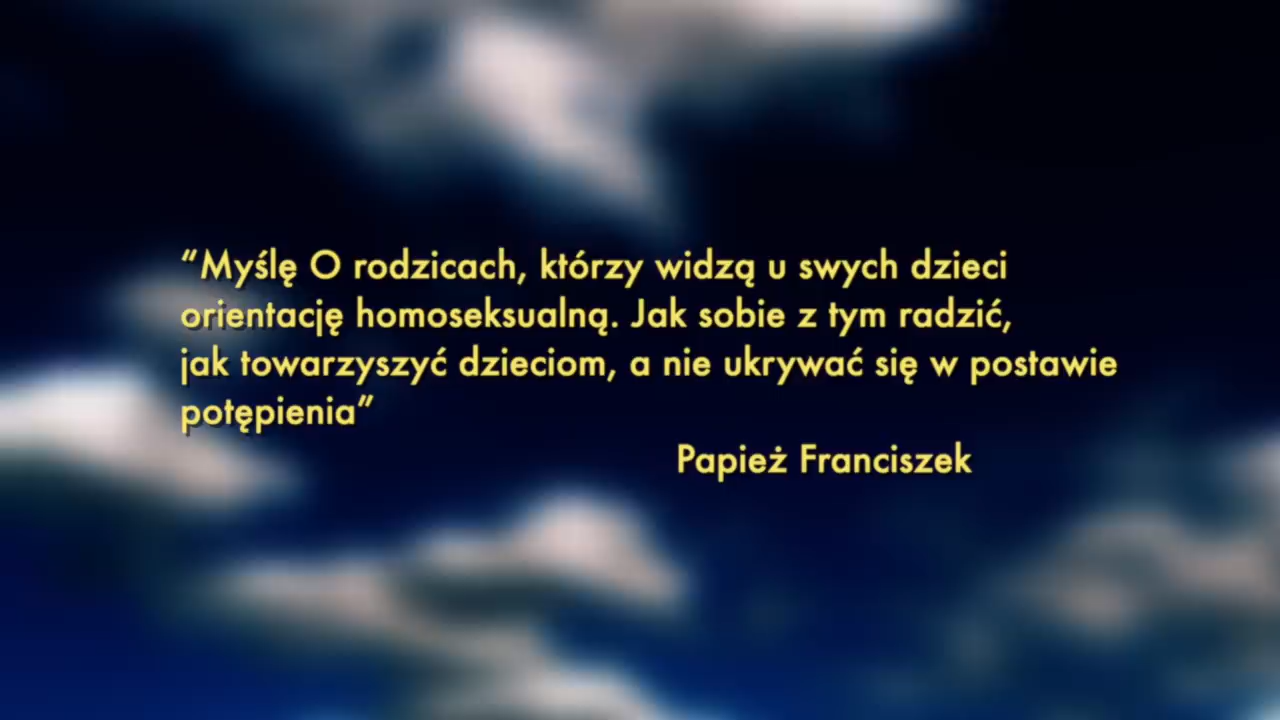 “Myślę O rodzicach, którzy widzą u swych dzieci
orientację homoseksualną. Jak sobie z tym radzić,
jak towarzyszyć dzieciom, a nie ukrywać się w postawie
potępienia”
Papież Franciszek